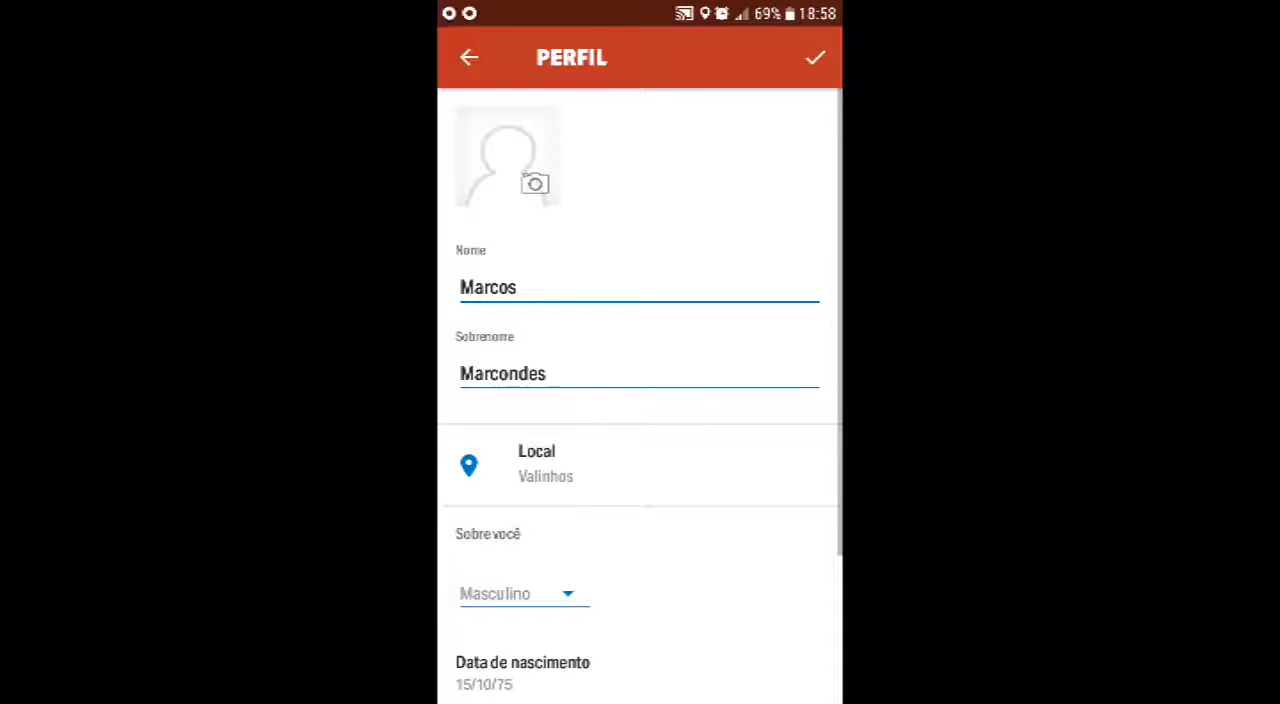 69% 18:58
PERFIL
Nome
Marcos
Sobrenome
Marcondes
Local
Valinhos
Sobre você
Masculino
Data de nascimento
15/10/75